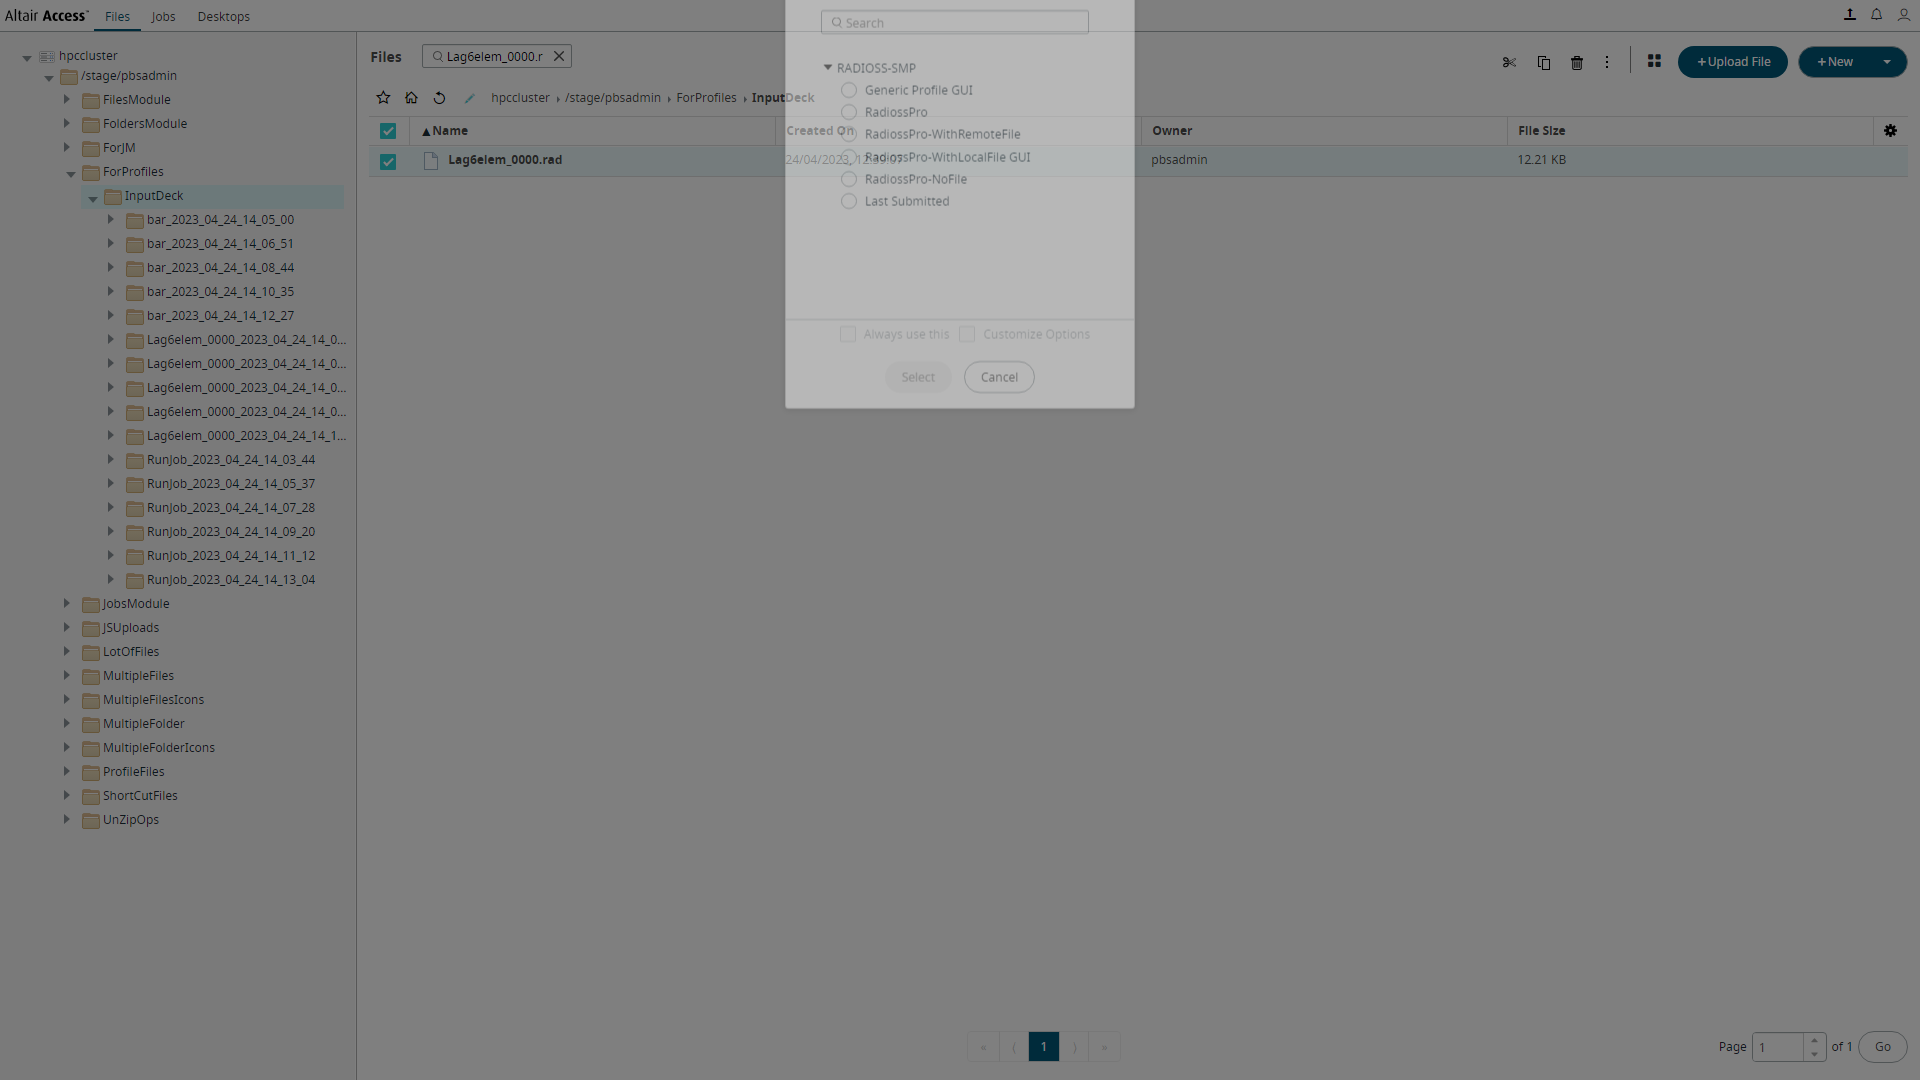 Altair Access™ Files Jobs Desktops
hpccluster
/stage/pbsadmin
FilesModule
FoldersModule
ForJM
ForProfiles
InputDeck
bar_2023_04_24_14_05_00
bar_2023_04_24_14_06_51
bar_2023_04_24_14_08_44
bar_2023_04_24_14_10_35
bar_2023_04_24_14_12_27
Lag6elem_0000_2023_04_24_14_0...
Lag6elem_0000_2023_04_24_14_0...
Lag6elem_0000_2023_04_24_14_0...
Lag6elem_0000_2023_04_24_14_0...
Lag6elem_0000_2023_04_24_14_1...
RunJob_2023_04_24_14_03_44
RunJob_2023_04_24_14_05_37
RunJob_2023_04_24_14_07_28
RunJob_2023_04_24_14_09_20
RunJob_2023_04_24_14_11_12
RunJob_2023_04_24_14_13_04
JobsModule
JSUploads
LotOfFiles
MultipleFiles
MultipleFilesIcons
MultipleFolder
MultipleFolderIcons
ProfileFiles
ShortCutFiles
UnZipOps
Files Lag6elem_0000.r
+Upload File +New
hpccluster › /stage/pbsadmin › ForProfiles › InputDeck
Name Created On Owner File Size
Lag6elem_0000.rad 24/04/2023, pbsadmin 12.21 KB
Search
RADIOSS-SMP
Generic Profile GUI
RadiossPro
RadiossPro-WithRemoteFile
RadiossPro-WithLocalFile GUI
RadiossPro-NoFile
Last Submitted
Always use this Customize Options
Select Cancel
« ⟨ 1 ⟩ »
Page 1 of 1 Go